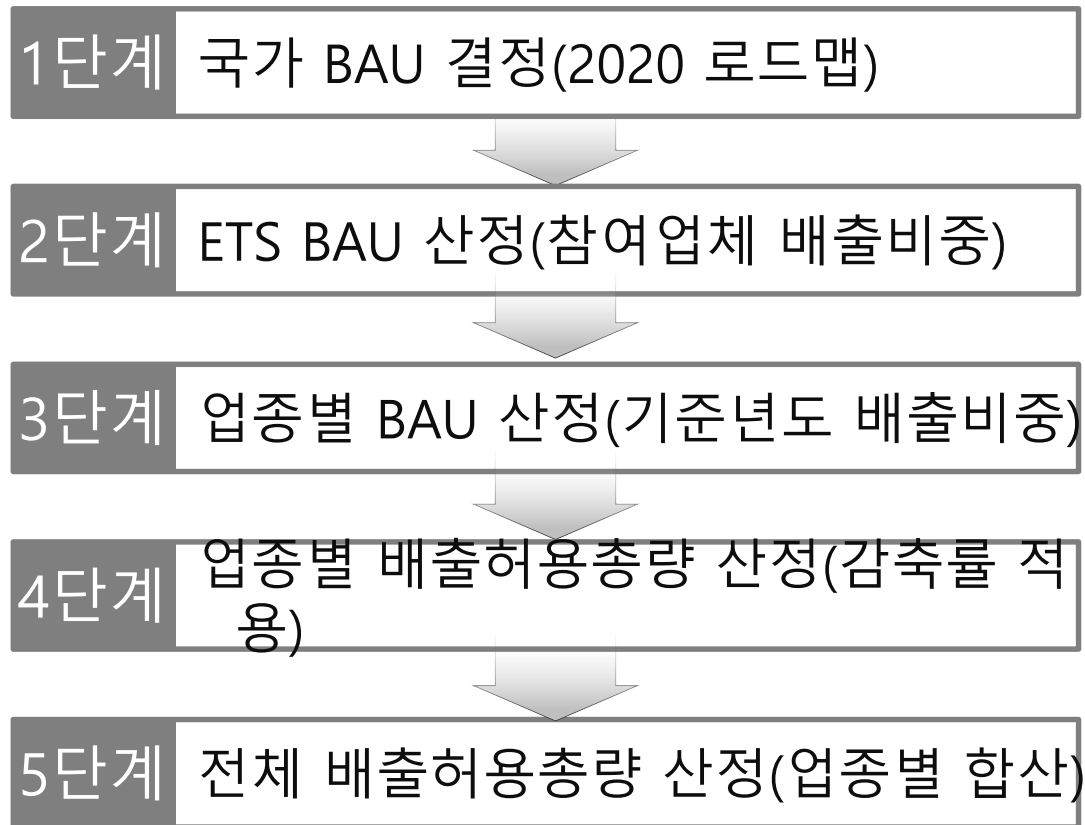 1단계 국가 BAU 결정(2020 로드맵)
2단계 ETS BAU 산정(참여업체 배출비중)
3단계 업종별 BAU 산정(기준년도 배출비중)
4단계 업종별 배출허용총량 산정(감축률 적
용)
5단계 전체 배출허용총량 산정(업종별 합산)